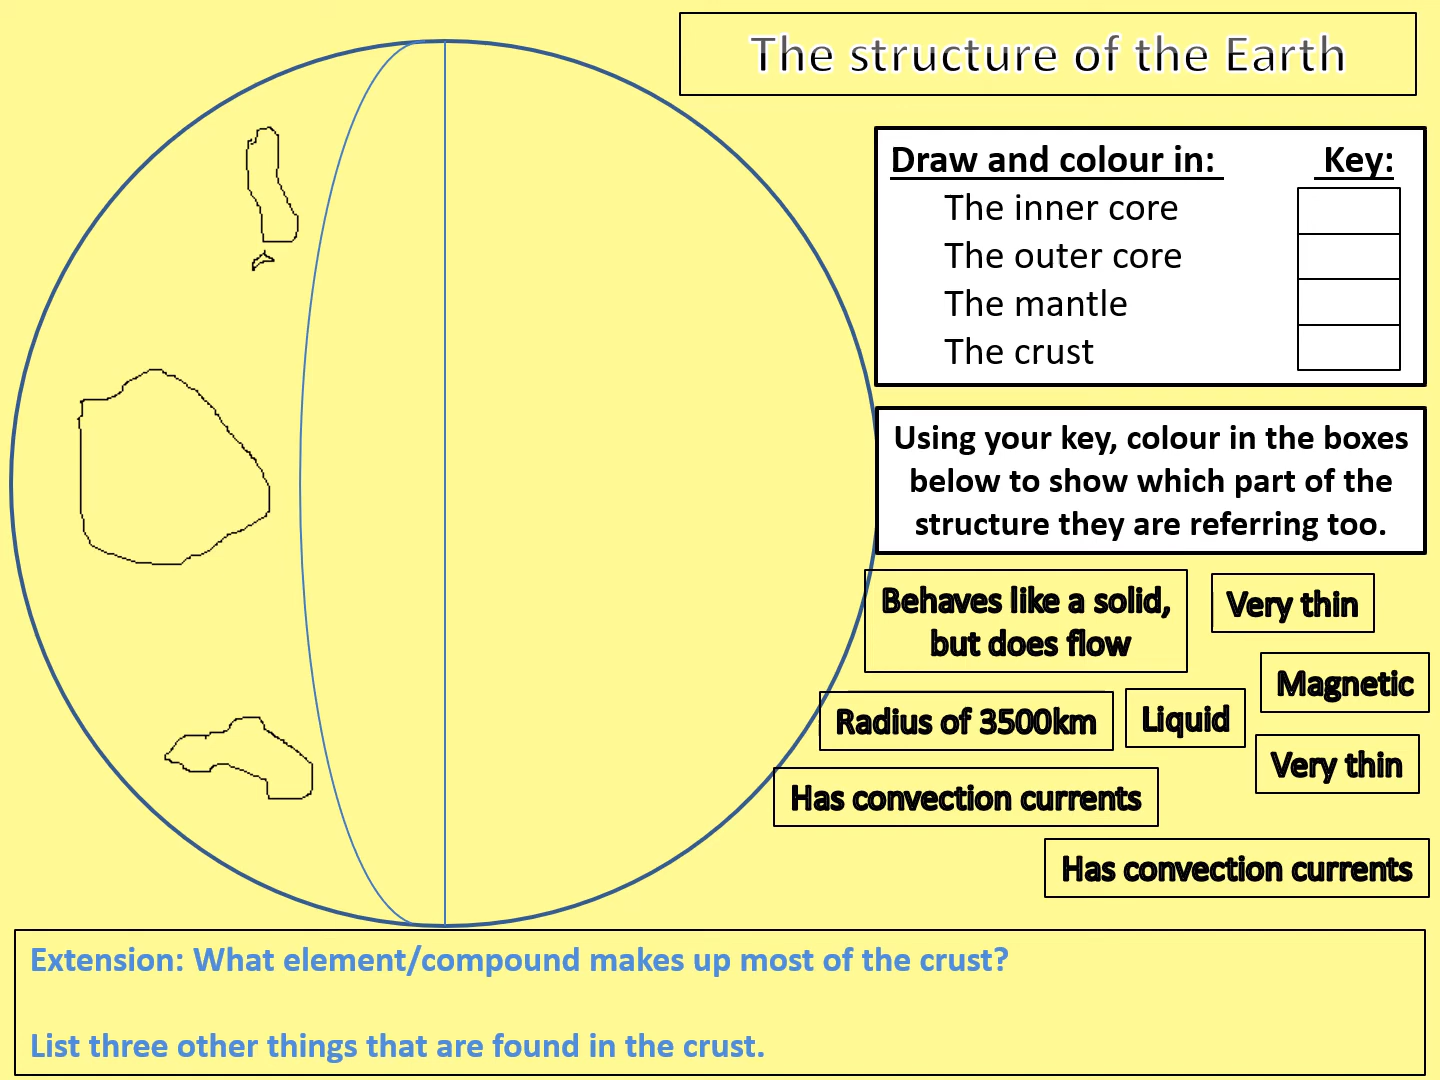 The structure of the Earth
Draw and colour in: Key:
The inner core
The outer core
The mantle
The crust
Using your key, colour in the boxes
below to show which part of the
structure they are referring too.
Behaves like a solid,
but does flow
Very thin
Magnetic
Radius of 3500km
Liquid
Very thin
Has convection currents
Has convection currents
Extension: What element/compound makes up most of the crust?
List three other things that are found in the crust.